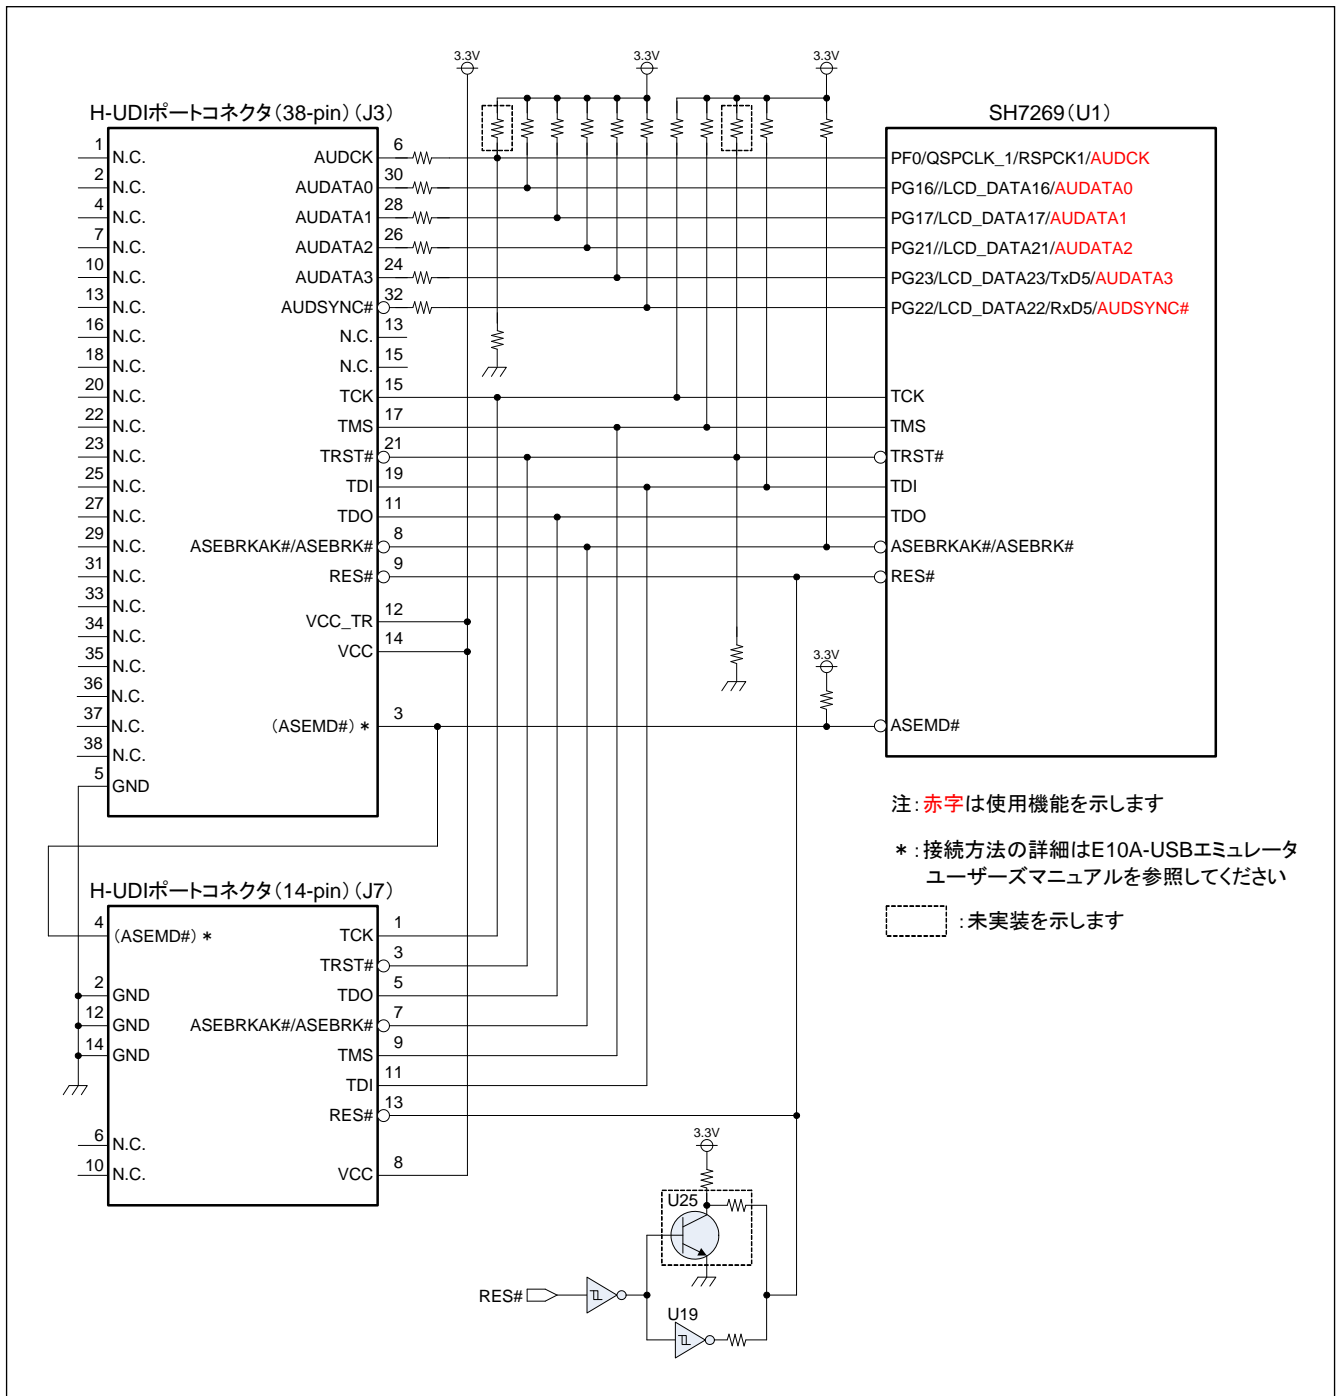 3.3V
3.3V
3.3V
H-UDIポートコネクタ(38-pin)(J3)
1 N.C.
2 N.C.
4 N.C.
7 N.C.
10 N.C.
13 N.C.
16 N.C.
18 N.C.
20 N.C.
22 N.C.
23 N.C.
25 N.C.
27 N.C.
29 N.C.
31 N.C.
33 N.C.
34 N.C.
35 N.C.
36 N.C.
37 N.C.
38 N.C.
5 GND
AUDCK 6
AUDATA0 30
AUDATA1 28
AUDATA2 26
AUDATA3 24
AUDSYNC# 32
N.C. 13
N.C. 15
TCK 15
TMS 17
TRST# 21
TDI 19
TDO 11
ASEBRKAK#/ASEBRK# 8
RES# 9
VCC_TR 12
VCC 14
(ASEMD#)* 3
SH7269(U1)
PF0/QSPCLK_1/RSPCK1/AUDCK
PG16//LCD_DATA16/AUDATA0
PG17/LCD_DATA17/AUDATA1
PG21//LCD_DATA21/AUDATA2
PG23/LCD_DATA23/TxD5/AUDATA3
PG22/LCD_DATA22/RxD5/AUDSYNC#
TCK
TMS
TRST#
TDI
TDO
ASEBRKAK#/ASEBRK#
RES#
3.3V
ASEMD#
注:赤字は使用機能を示します
*:接続方法の詳細はE10A-USBエミュレータ
ユーザーズマニュアルを参照してください
:未実装を示します
H-UDIポートコネクタ(14-pin)(J7)
4 (ASEMD#)*
2 GND
12 GND
14 GND
6 N.C.
10 N.C.
TCK 1
TRST# 3
TDO 5
ASEBRKAK#/ASEBRK# 7
TMS 9
TDI 11
RES# 13
VCC 8
3.3V
U25
RES#
U19